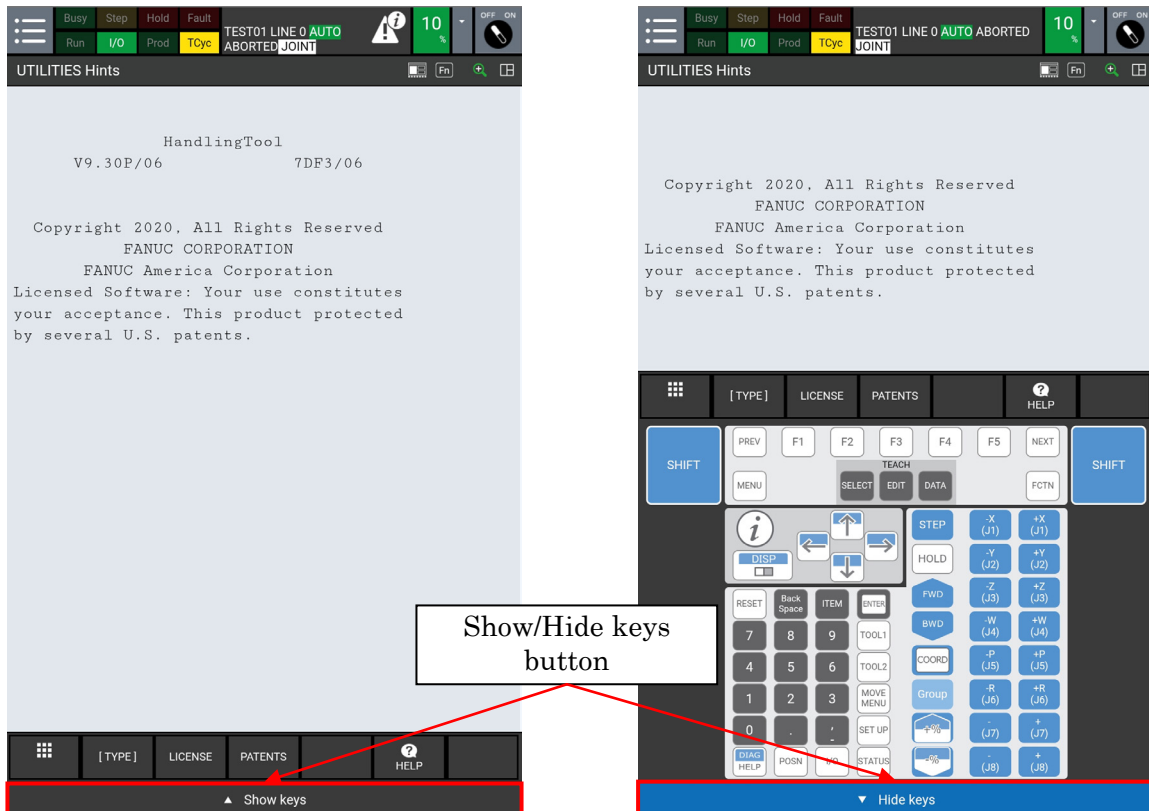 Busy Step Hold Fault
Run I/O Prod TCyc
TEST01 LINE 0 AUTO
ABORTED JOINT
10
%
OFF ON
UTILITIES Hints
Fn
HandlingTool
V9.30P/06 7DF3/06
Copyright 2020, All Rights Reserved
FANUC CORPORATION
FANUC America Corporation
Licensed Software: Your use constitutes
your acceptance. This product protected
by several U.S. patents.
[ TYPE ] LICENSE PATENTS HELP
▲ Show keys
Show/Hide keys
button
Busy Step Hold Fault
Run I/O Prod TCyc
TEST01 LINE 0 AUTO ABORTED
JOINT
10
%
OFF ON
UTILITIES Hints
Fn
Copyright 2020, All Rights Reserved
FANUC CORPORATION
FANUC America Corporation
Licensed Software: Your use constitutes
your acceptance. This product protected
by several U.S. patents.
[ TYPE ] LICENSE PATENTS HELP
SHIFT
PREV F1 F2 F3 F4 F5 NEXT
SHIFT
TEACH
MENU SELECT EDIT DATA FCTN
i
DISP
STEP -X (J1) +X (J1)
HOLD -Y (J2) +Y (J2)
FWD -Z (J3) +Z (J3)
BWD -W (J4) +W (J4)
COORD -P (J5) +P (J5)
Group -R (J6) +R (J6)
+% - (J7) + (J7)
-% - (J8) + (J8)
RESET Back Space ITEM ENTER
7 8 9 TOOL1
4 5 6 TOOL2
1 2 3 MOVE MENU
0 . , - SET UP
DIAG HELP POSN I/O STATUS
▼ Hide keys